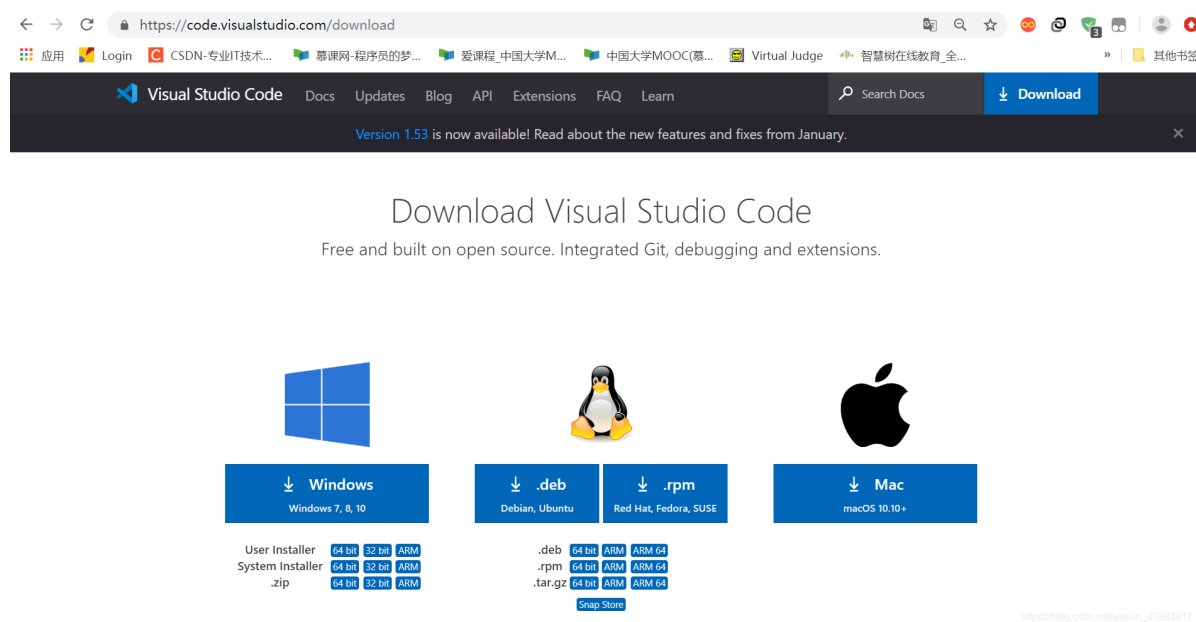 https://code.visualstudio.com/download
3
应用 Login CSDN-专业IT技术... 慕课网-程序员的梦... 爱课程_中国大学M... 中国大学MOOC(慕... Virtual Judge 智慧树在线教育_全... » 其他书签
Visual Studio Code Docs Updates Blog API Extensions FAQ Learn Search Docs Download
Version 1.53 is now available! Read about the new features and fixes from January.
Download Visual Studio Code
Free and built on open source. Integrated Git, debugging and extensions.
Windows .deb .rpm Mac
Windows 7, 8, 10 Debian, Ubuntu Red Hat, Fedora, SUSE macOS 10.10+
User Installer 64 bit 32 bit ARM .deb 64 bit ARM ARM 64
System Installer 64 bit 32 bit ARM .rpm 64 bit ARM ARM 64
.zip 64 bit 32 bit ARM .tar.gz 64 bit ARM ARM 64
Snap Store
https://blog.csdn.net/weixin_43883917